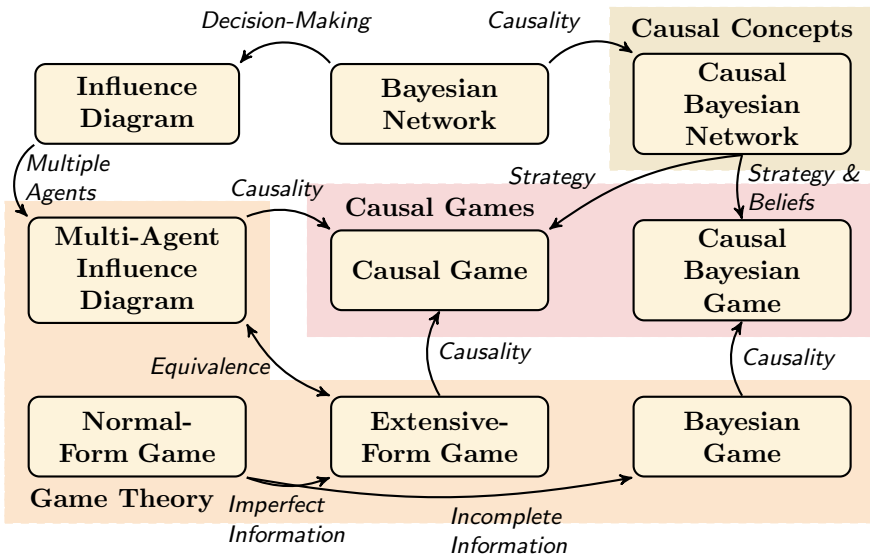 Decision-Making
Causality
Causal Concepts
Influence
Diagram
Bayesian
Network
Causal
Bayesian
Network
Multiple
Agents
Causality
Strategy
Strategy &
Beliefs
Causal Games
Multi-Agent
Influence
Diagram
Causal Game
Causal
Bayesian
Game
Equivalence
Causality
Causality
Normal-
Form Game
Extensive-
Form Game
Bayesian
Game
Game Theory
Imperfect
Information
Incomplete
Information